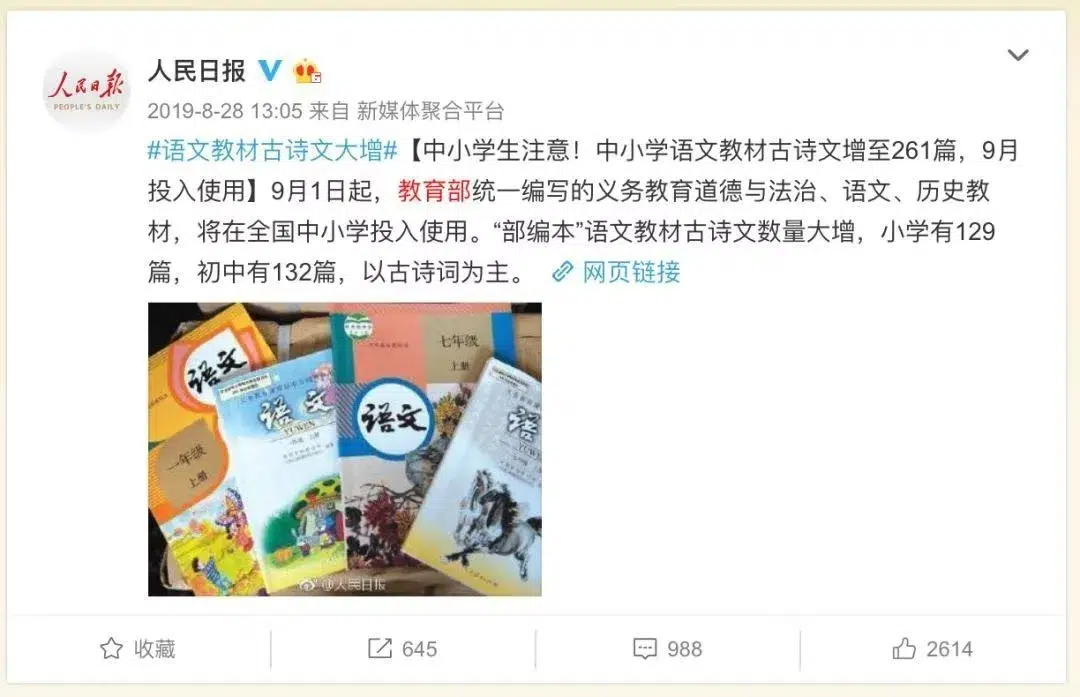 人民日报
人民日报
PEOPLE'S DAILY
2019-8-28 13:05 来自 新媒体聚合平台
#语文教材古诗文大增#【中小学生注意！中小学语文教材古诗文增至261篇，9月
投入使用】9月1日起，教育部统一编写的义务教育道德与法治、语文、历史教
材，将在全国中小学投入使用。“部编本”语文教材古诗文数量大增，小学有129
篇，初中有132篇，以古诗词为主。 网页链接
语文
一年级
上册
语文
YUWEN
七年级
上册
语文
语
@人民日报
收藏
645
988
2614